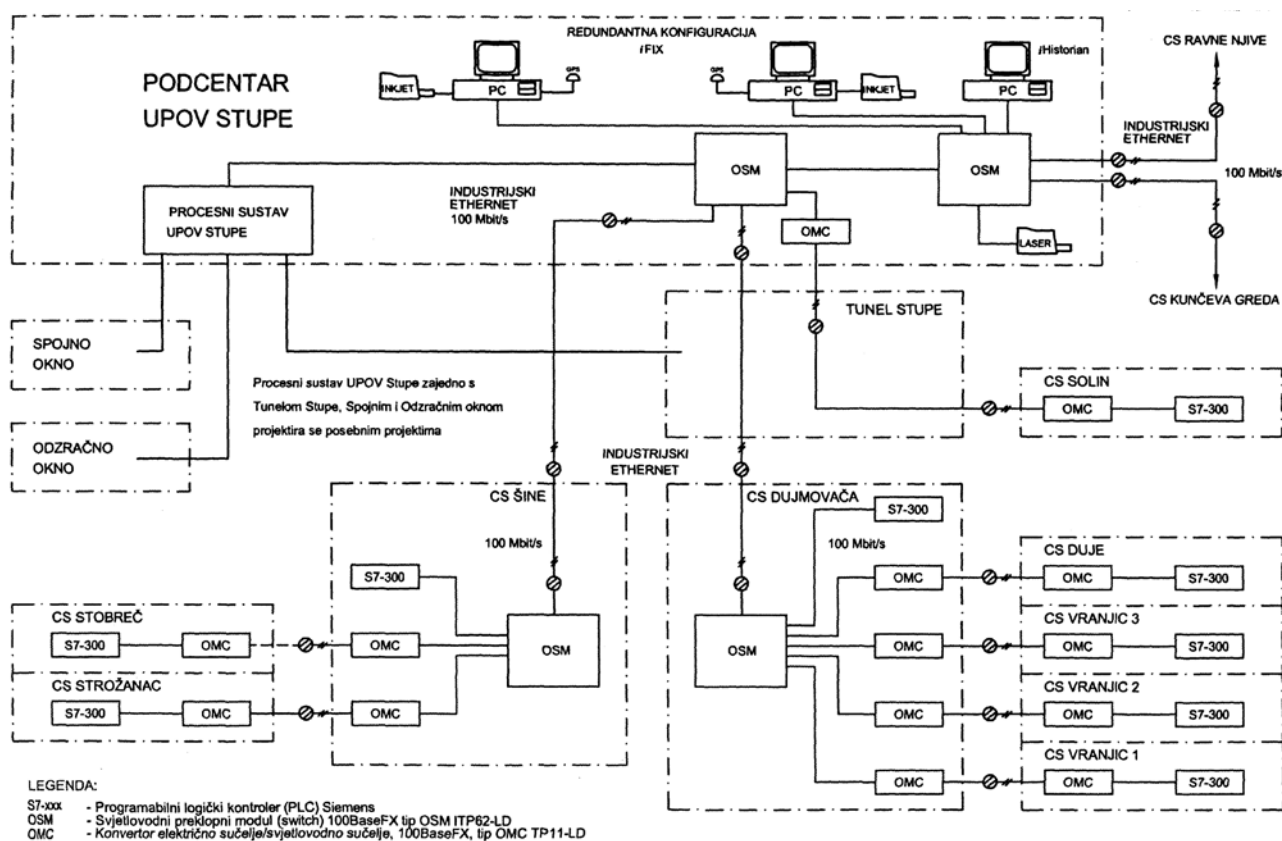 REDUNDANTNA KONFIGURACIJA
iFIX
PODCENTAR
UPOV STUPE
INKJET
PC
GPS
GPS
PC
INKJET
iHistorian
PC
CS RAVNE NJIVE
INDUSTRIJSKI
ETHERNET
100 Mbit/s
OSM
OSM
PROCESNI SUSTAV
UPOV STUPE
INDUSTRIJSKI
ETHERNET
100 Mbit/s
OMC
LASER
CS KUNČEVA GREDA
SPOJNO
OKNO
TUNEL STUPE
Procesni sustav UPOV Stupe zajedno s
Tunelom Stupe, Spojnim i Odzračnim oknom
projektira se posebnim projektima
CS SOLIN
OMC
S7-300
ODZRAČNO
OKNO
INDUSTRIJSKI
ETHERNET
CS ŠINE
100 Mbit/s
S7-300
OSM
OMC
OMC
CS STOBREČ
S7-300
OMC
CS STROŽANAC
S7-300
OMC
CS DUJMOVAČA
S7-300
100 Mbit/s
OSM
OMC
OMC
OMC
OMC
CS DUJE
OMC
S7-300
CS VRANJIC 3
OMC
S7-300
CS VRANJIC 2
OMC
S7-300
CS VRANJIC 1
OMC
S7-300
LEGENDA:
S7-xxx - Programabilni logički kontroler (PLC) Siemens
OSM - Svjetlovodni preklopni modul (switch) 100BaseFX tip OSM ITP62-LD
OMC - Konvertor električno sučelje/svjetlovodno sučelje, 100BaseFX, tip OMC TP11-LD